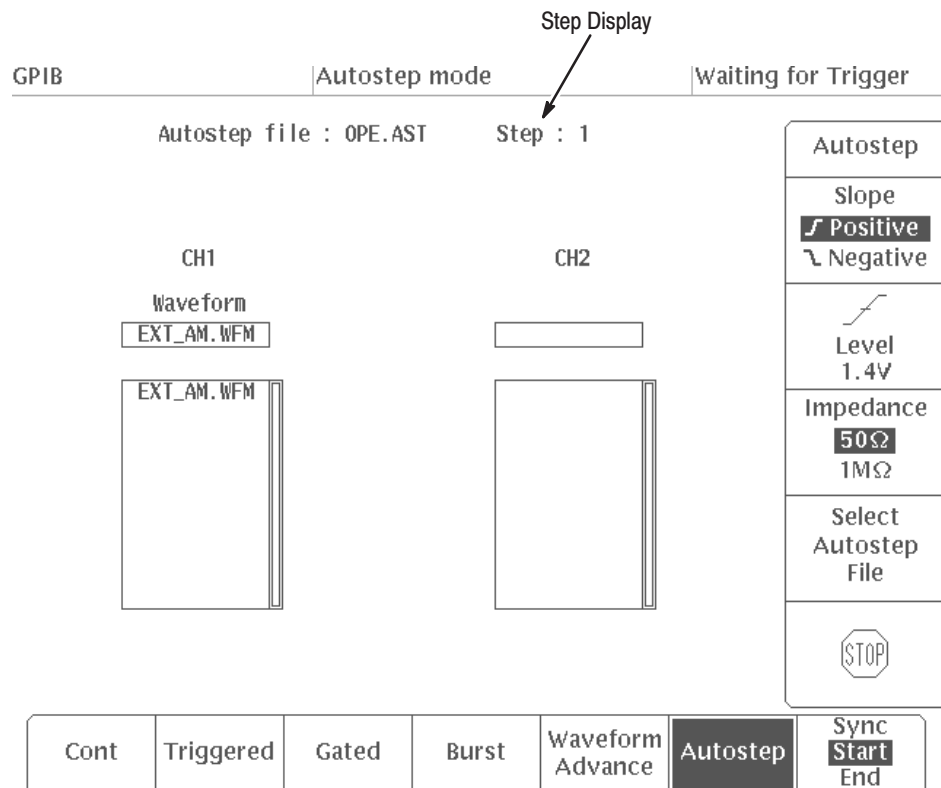 Step Display
GPIB Autostep mode Waiting for Trigger
Autostep file : OPE.AST Step : 1
CH1 CH2
Waveform
EXT_AM.WFM
EXT_AM.WFM
Autostep
Slope
Positive
Negative
Level
1.4V
Impedance
50Ω
1MΩ
Select
Autostep
File
STOP
Cont Triggered Gated Burst Waveform Advance Autostep Sync Start End